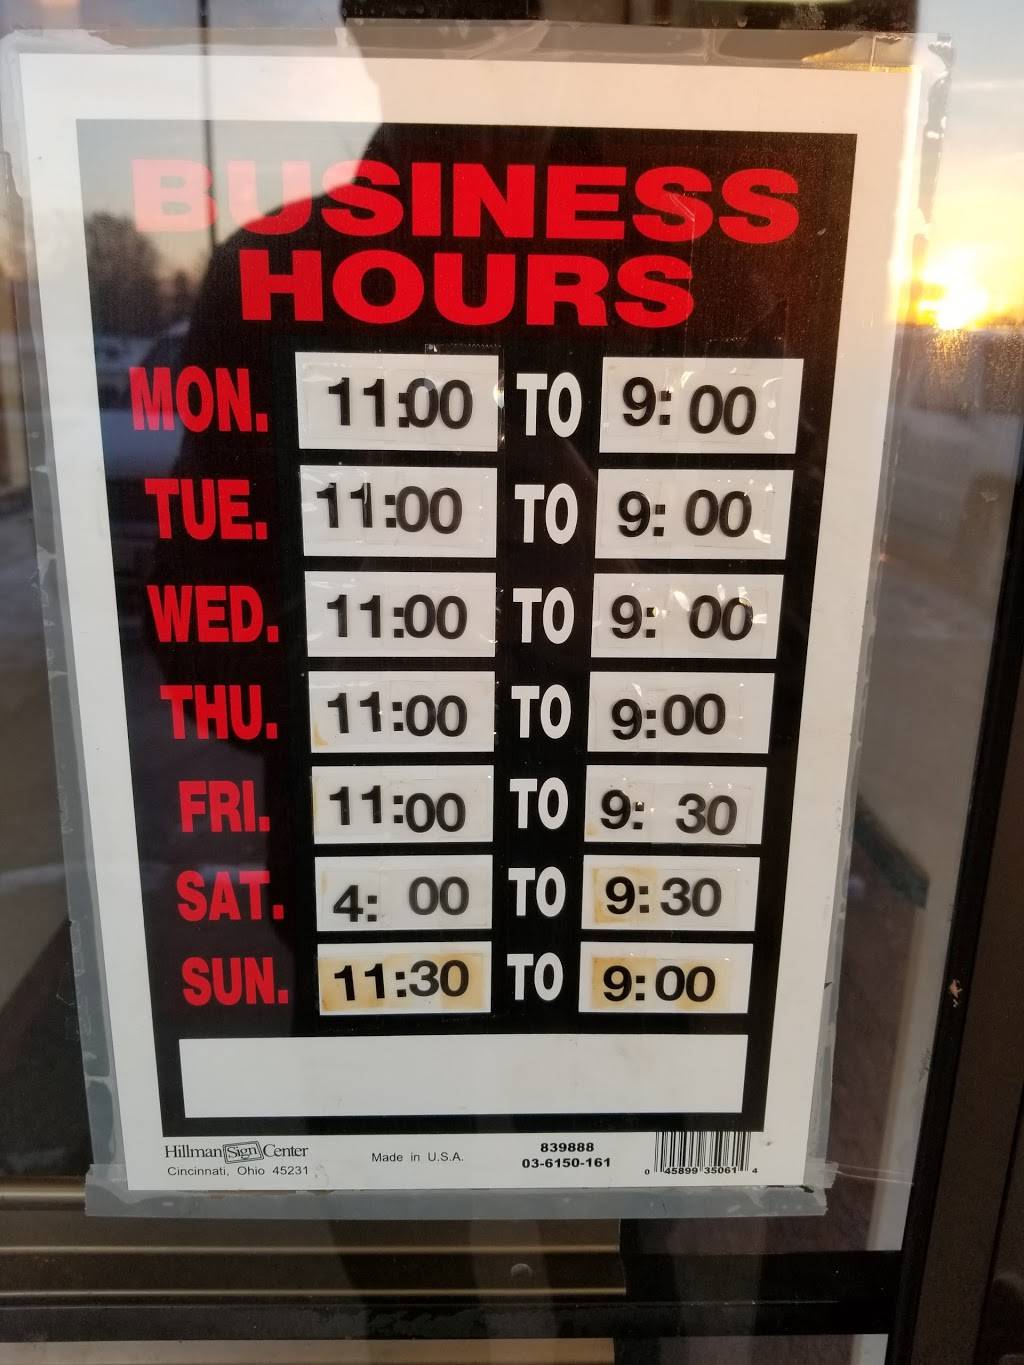 BUSINESS
HOURS
MON. 11:00 TO 9:00
TUE. 11:00 TO 9:00
WED. 11:00 TO 9:00
THU. 11:00 TO 9:00
FRI. 11:00 TO 9:30
SAT. 4:00 TO 9:30
SUN. 11:30 TO 9:00
Hillman Sign Center
Cincinnati, Ohio 45231
Made in U.S.A.
839888
03-6150-161
0 45899 35061 4